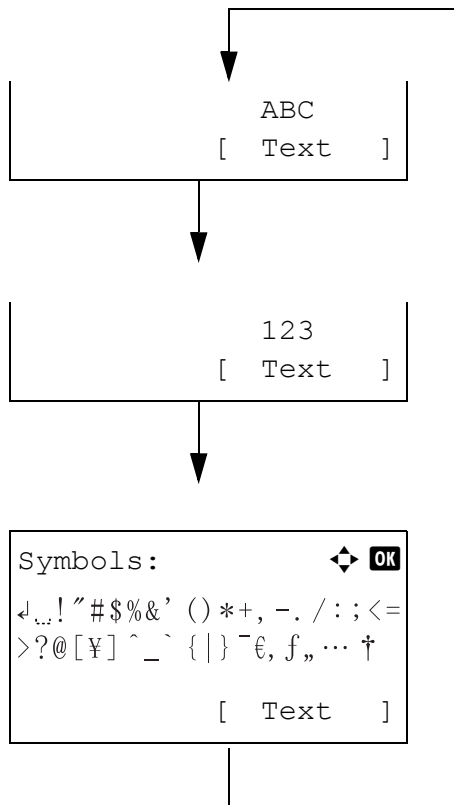 ABC
[ Text ]
123
[ Text ]
Symbols: OK
↲⎵!"#$%&'()*+,-./:;<=
>?@[¥]^_`{|}¯€‚ƒ„…†
[ Text ]